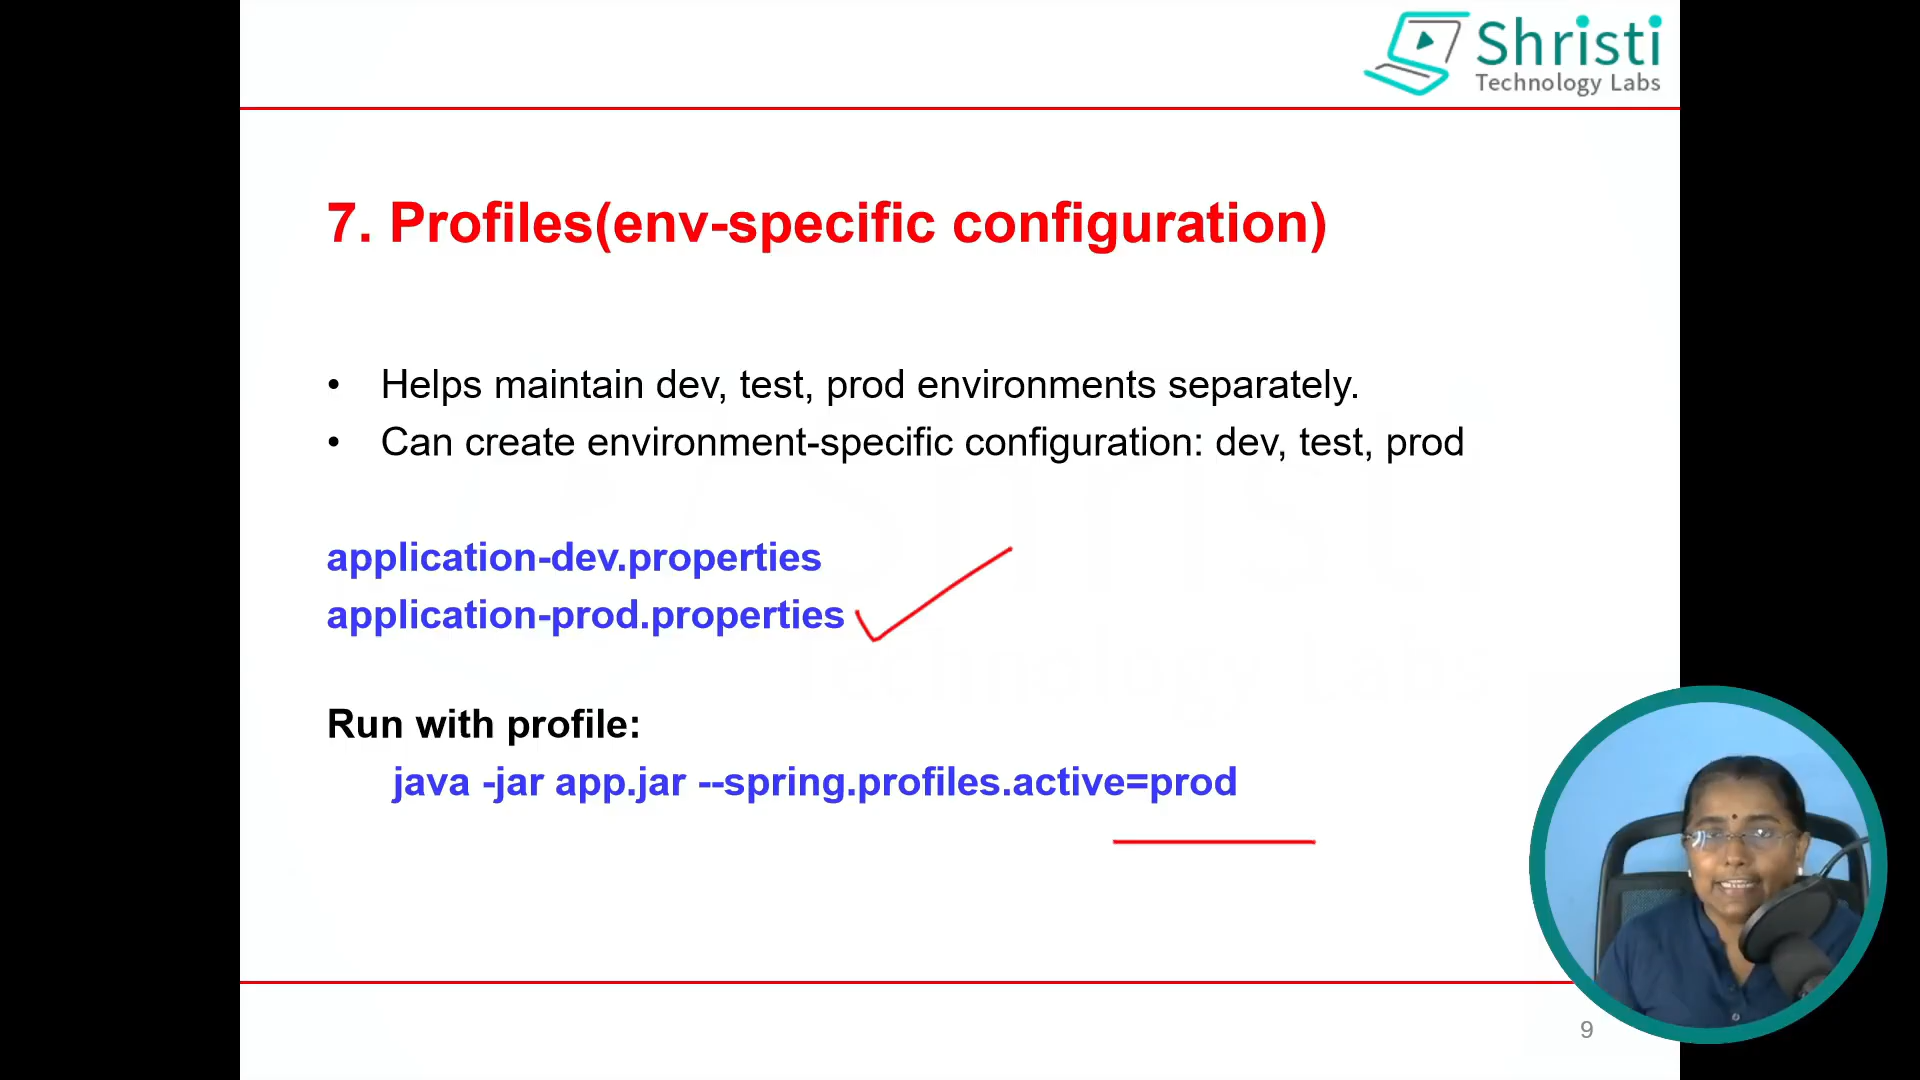 Shristi
Technology Labs
7. Profiles(env-specific configuration)
• Helps maintain dev, test, prod environments separately.
• Can create environment-specific configuration: dev, test, prod
application-dev.properties
application-prod.properties
Run with profile:
java -jar app.jar --spring.profiles.active=prod
9